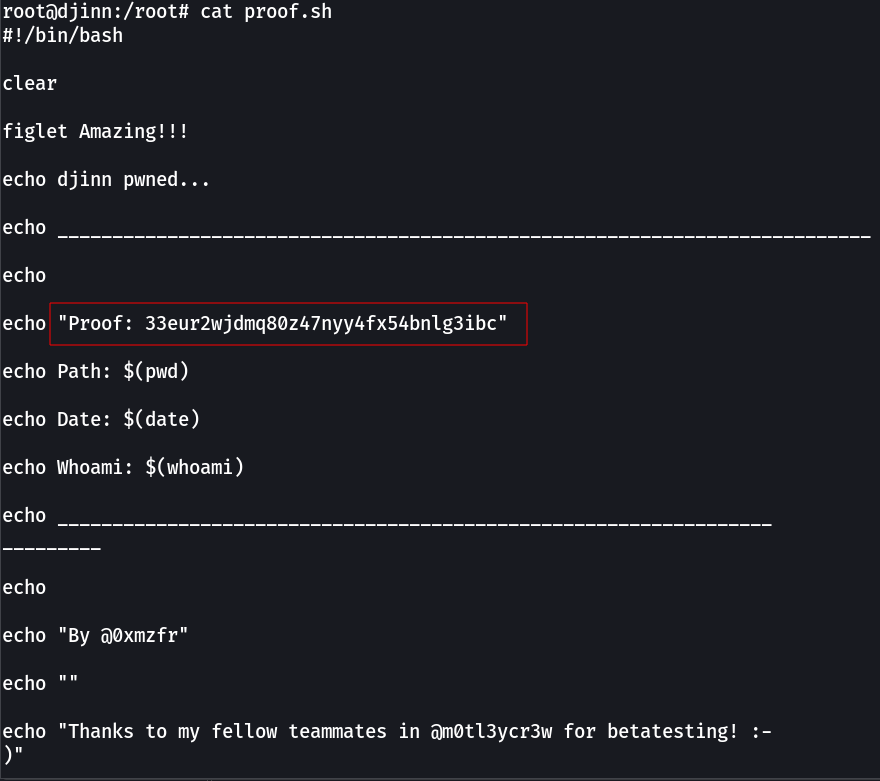 root@djinn:/root# cat proof.sh
#!/bin/bash
clear
figlet Amazing!!!
echo djinn pwned...
echo __________________________________________________________________________
echo
echo "Proof: 33eur2wjdmq80z47nyy4fx54bnlg3ibc"
echo Path: $(pwd)
echo Date: $(date)
echo Whoami: $(whoami)
echo _________________________________________________________________
_________
echo
echo "By @0xmzfr"
echo ""
echo "Thanks to my fellow teammates in @m0tl3ycr3w for betatesting! :-
)"